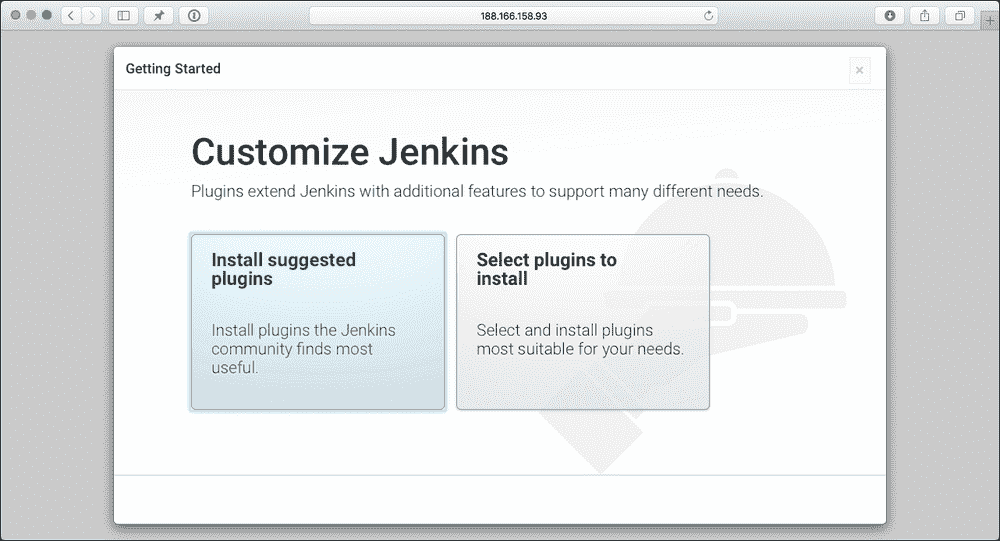 188.166.158.93
Getting Started
Customize Jenkins
Plugins extend Jenkins with additional features to support many different needs.
Install suggested
plugins
Install plugins the Jenkins
community finds most
useful.
Select plugins to
install
Select and install plugins
most suitable for your needs.